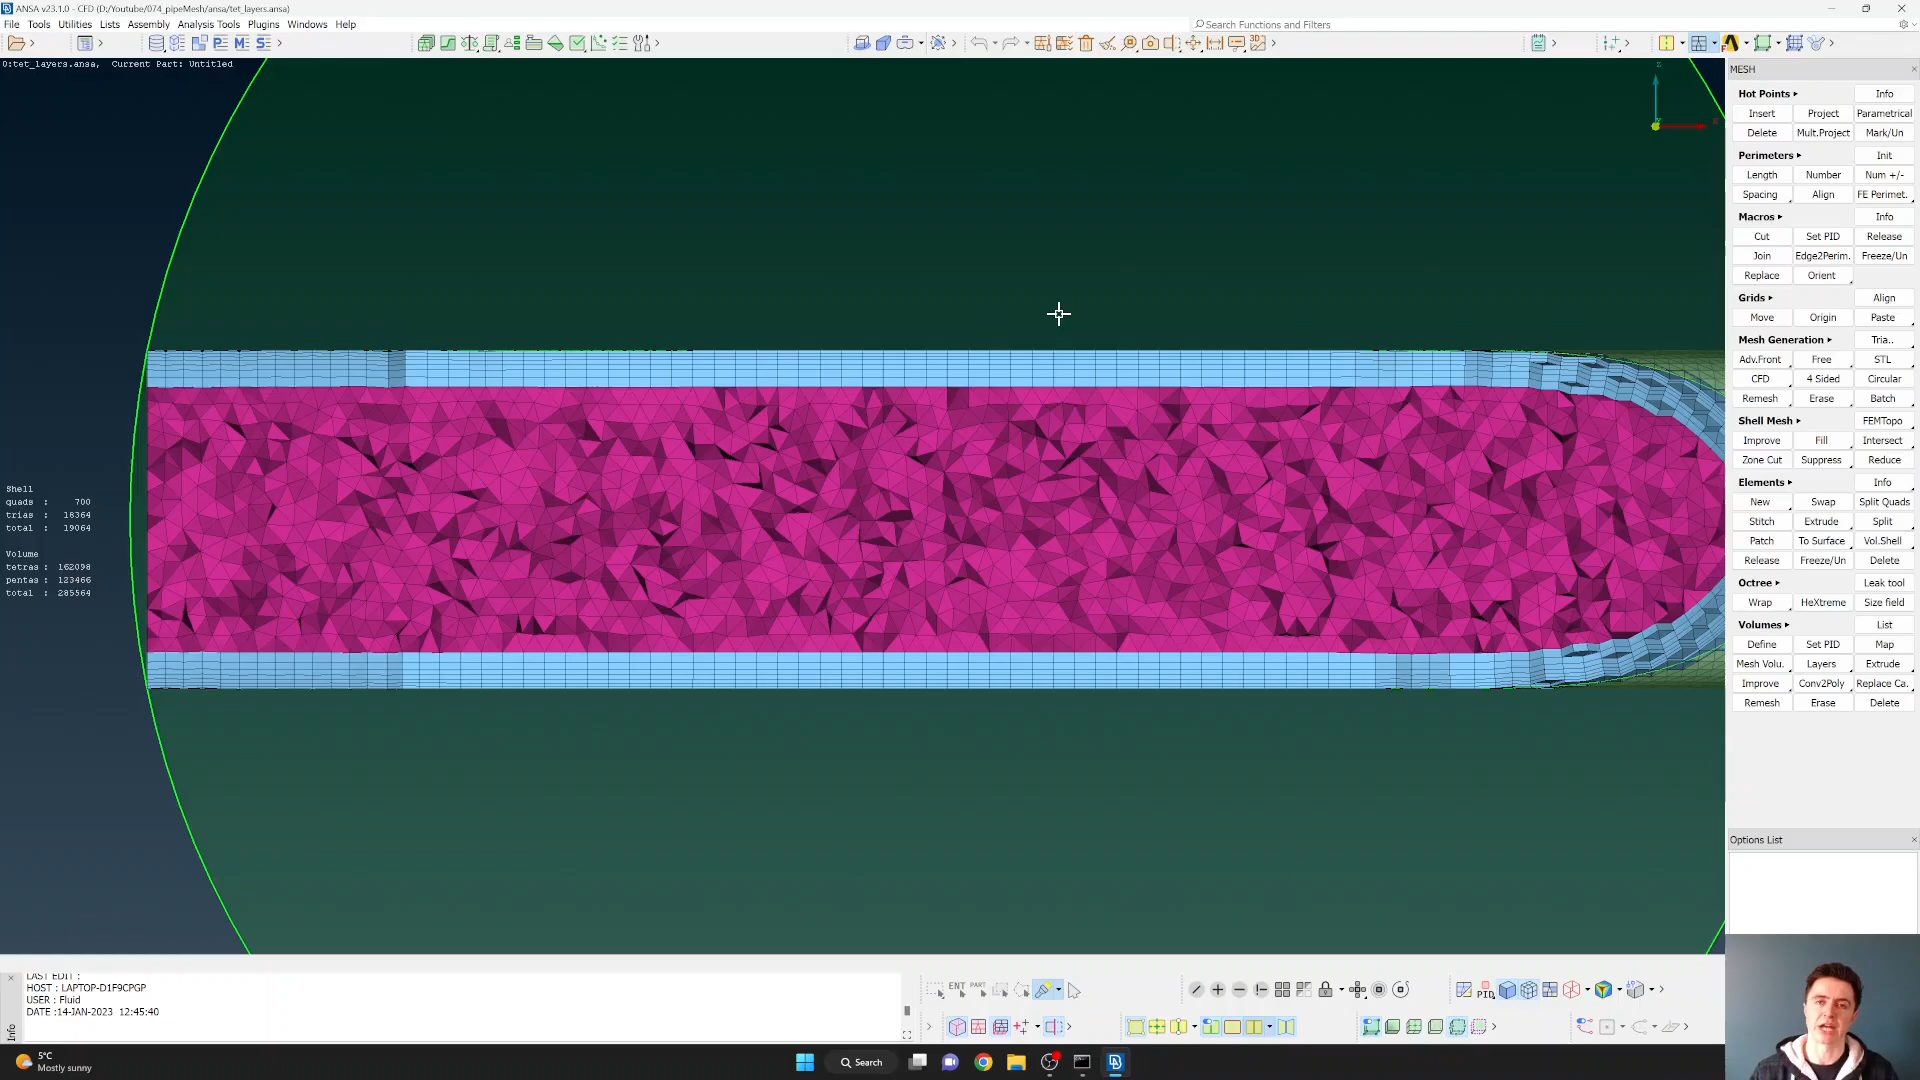 ANSA v23.1.0 - CFD (D:/Youtube/074_pipeMesh/ansa/tet_layers.ansa)
File Tools Utilities Lists Assembly Analysis Tools Plugins Windows Help
Search Functions and Filters
0:tet_layers.ansa, Current Part: Untitled
MESH
Hot Points Info
Insert Project Parametrical
Delete Mult.Project Mark/Un
Perimeters Init
Length Number Num +/-
Spacing Align FE Perimet.
Macros Info
Cut Set PID Release
Join Edge2Perim. Freeze/Un
Replace Orient
Grids Align
Move Origin Paste
Mesh Generation Tria..
Adv.Front Free STL
CFD 4 Sided Circular
Remesh Erase Batch
Shell Mesh FEMTopo
Improve Fill Intersect
Zone Cut Suppress Reduce
Elements Info
New Swap Split Quads
Stitch Extrude Split
Patch To Surface Vol.Shell
Release Freeze/Un Delete
Octree Leak tool
Wrap HeXtreme Size field
Volumes List
Define Set PID Map
Mesh Volu. Layers Extrude
Improve Conv2Poly Replace Ca.
Remesh Erase Delete
Shell
quads : 700
trias : 18364
total : 19064
Volume
tetras : 162098
pentas : 123466
total : 285564
Options List
LAST EDIT :
HOST : LAPTOP-D1F9CPGP
USER : Fluid
DATE :14-JAN-2023 12:45:40
Info
ENT PART
PID
5°C
Mostly sunny
Search